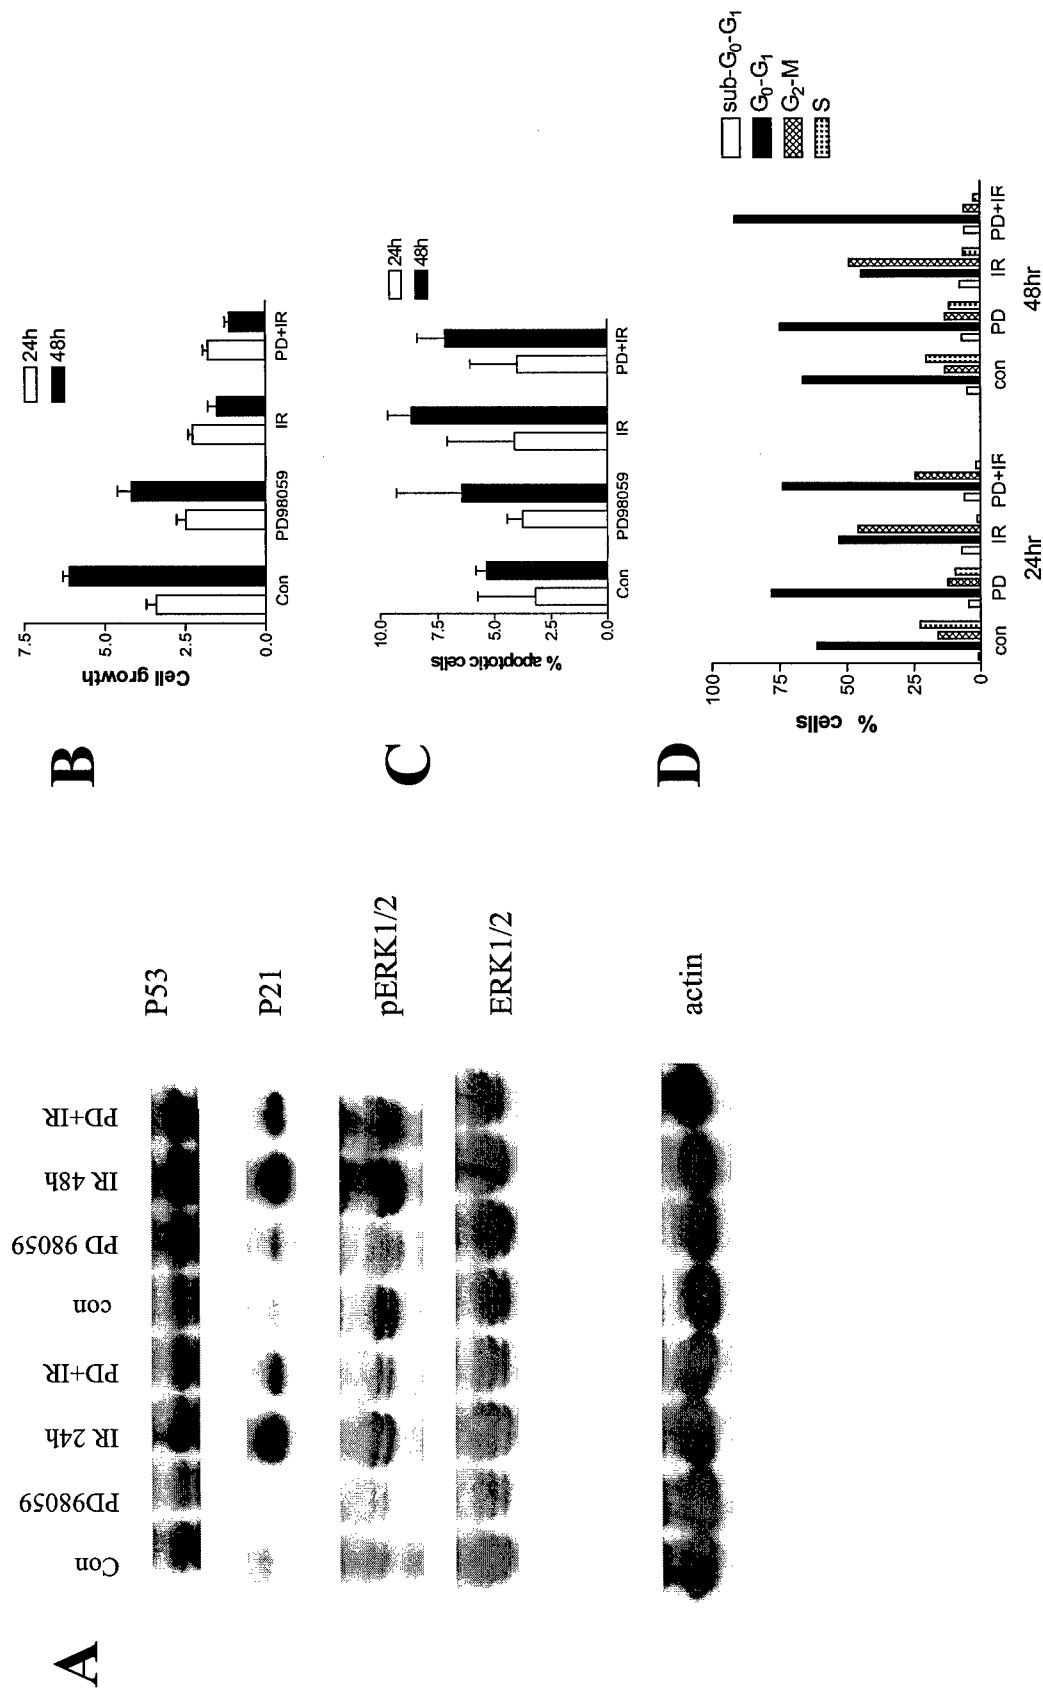 A
Con
PD98059
IR 24h
PD+IR
con
PD 98059
IR 48h
PD+IR
P53
P21
pERK1/2
ERK1/2
actin
B
Cell growth
7.5
5.0
2.5
0.0
Con
PD98059
IR
PD+IR
24h
48h
C
% apoptotic cells
10.0
7.5
5.0
2.5
0.0
Con
PD98059
IR
PD+IR
24h
48h
D
% cells
100
75
50
25
0
con PD IR PD+IR con PD IR PD+IR
24hr 48hr
sub-G0-G1
G0-G1
G2-M
S